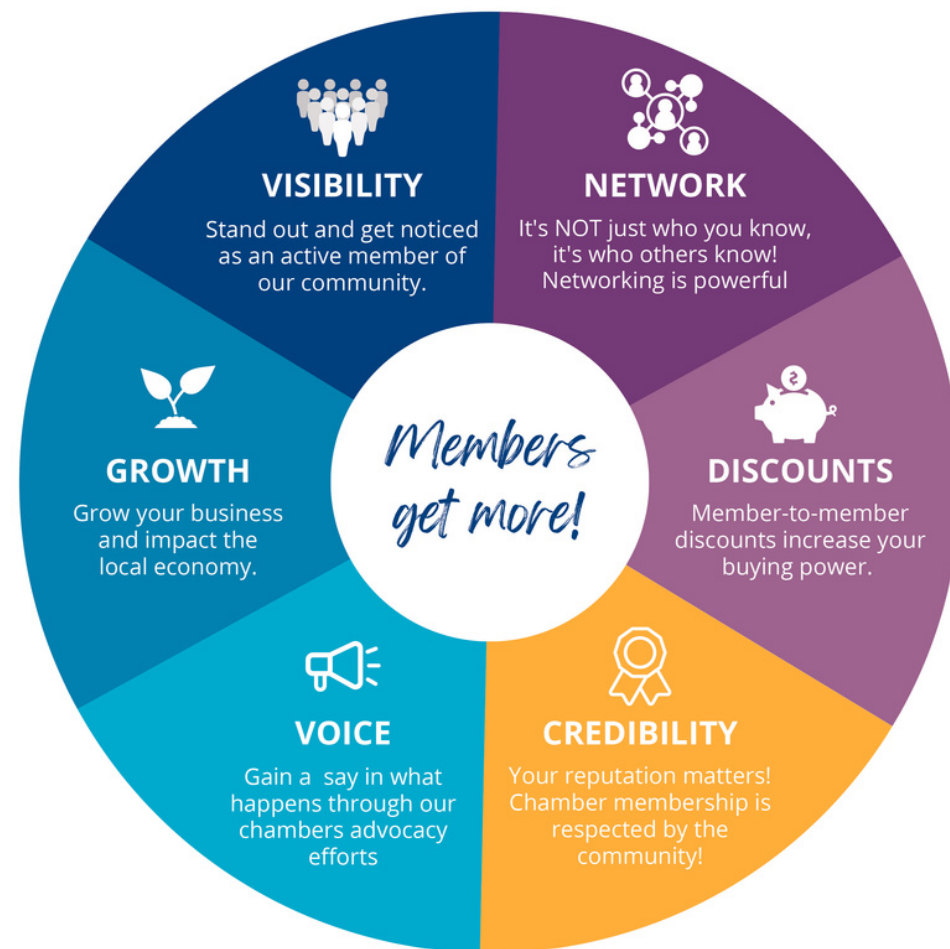 VISIBILITY
Stand out and get noticed
as an active member of
our community.
NETWORK
It's NOT just who you know,
it's who others know!
Networking is powerful
GROWTH
Grow your business
and impact the
local economy.
Members
get more!
DISCOUNTS
Member-to-member
discounts increase your
buying power.
VOICE
Gain a  say in what
happens through our
chambers advocacy
efforts
CREDIBILITY
Your reputation matters!
Chamber membership is
respected by the
community!